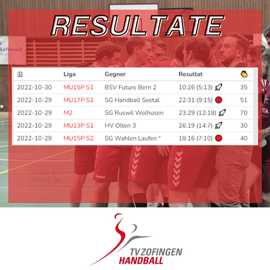 RESULTATE
Liga Gegner Resultat
2022-10-30 MU15P S1 BSV Future Bern 2 10:26 (5:13) 35
2022-10-29 MU17P S1 SG Handball Seetal 22:31 (9:15) 51
2022-10-29 M2 SG Ruswil Wolhusen 23:29 (12:18) 70
2022-10-29 MU13P S1 HV Olten 3 26:19 (14:7) 30
2022-10-29 MU15P S2 SG Wahlen Laufen * 18:16 (7:10) 40
TV ZOFINGEN
HANDBALL